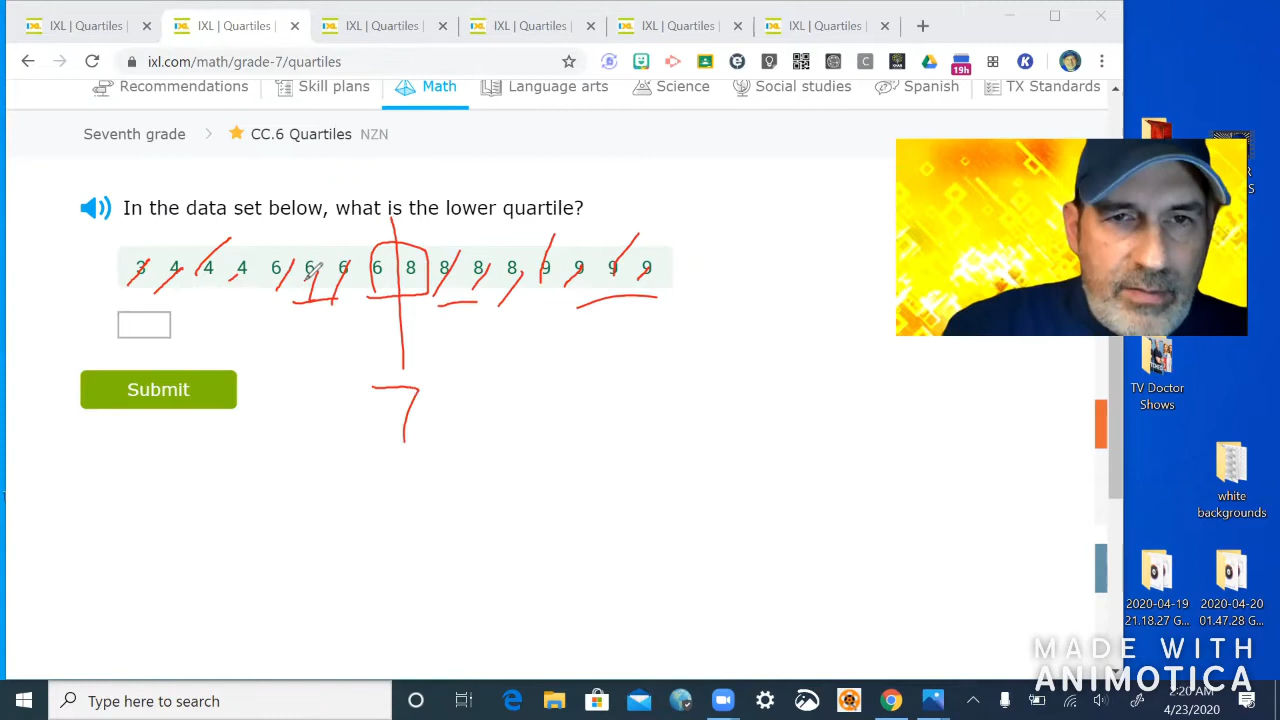 IXL | Quartiles
IXL | Quartiles
IXL | Quartiles
IXL | Quartiles
IXL | Quartiles
IXL | Quartiles
ixl.com/math/grade-7/quartiles
19h
Recommendations
Skill plans
Math
Language arts
Science
Social studies
Spanish
TX Standards
Seventh grade > CC.6 Quartiles NZN
In the data set below, what is the lower quartile?
3 4 4 4 6 6 6 6 8 8 8 8 9 9 9 9
Submit
7
TV Doctor
Shows
white
backgrounds
2020-04-19
21.18.27 G...
2020-04-20
01.47.28 G...
MADE WITH
ANIMOTICA
Type here to search
2:20 AM
4/23/2020